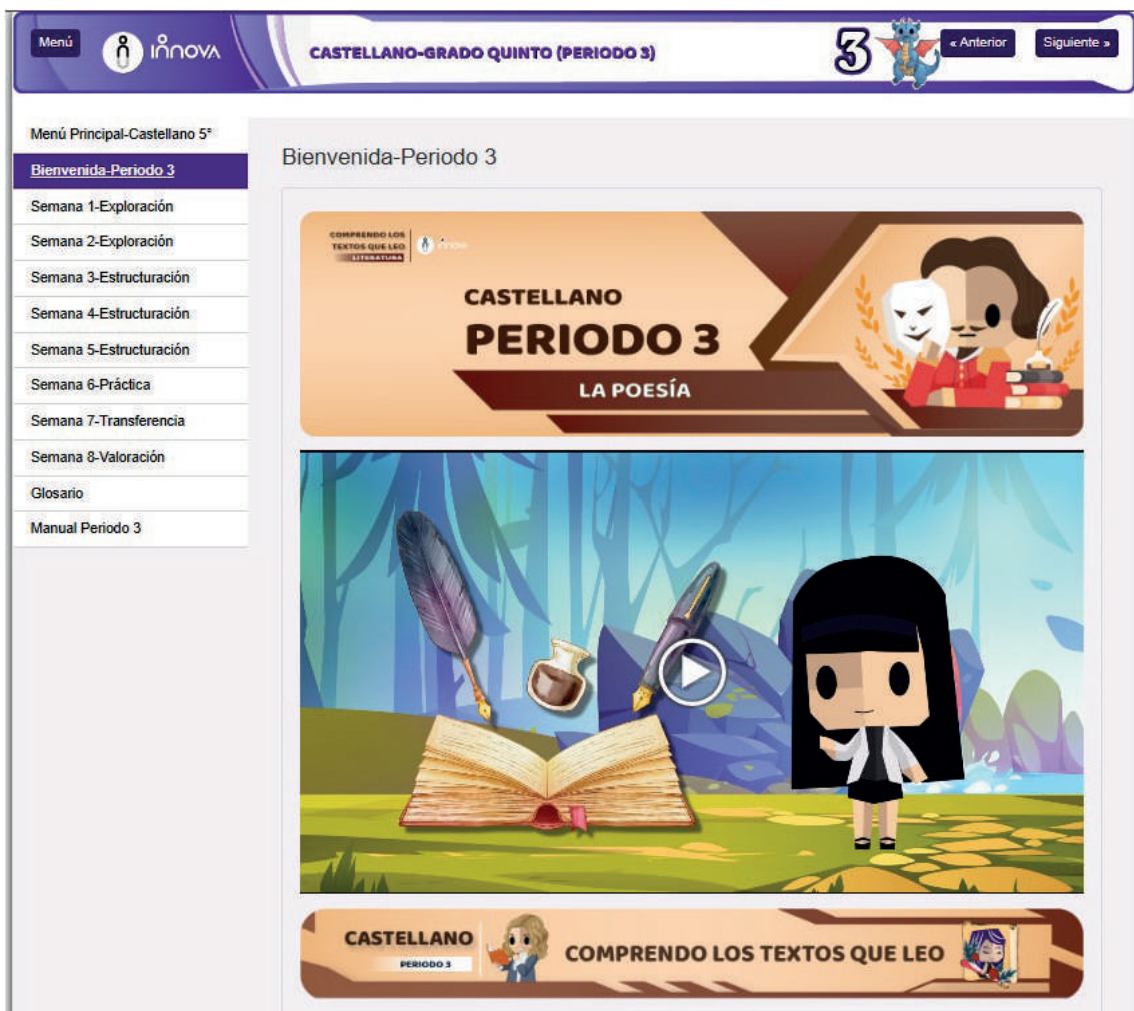 Menú
iñnova
CASTELLANO-GRADO QUINTO (PERIODO 3)
3
« Anterior
Siguiente »
Menú Principal-Castellano 5°
Bienvenida-Periodo 3
Semana 1-Exploración
Semana 2-Exploración
Semana 3-Estructuración
Semana 4-Estructuración
Semana 5-Estructuración
Semana 6-Práctica
Semana 7-Transferencia
Semana 8-Valoración
Glosario
Manual Periodo 3
Bienvenida-Periodo 3
COMPRENDO LOS
TEXTOS QUE LEO
LITERATURA
iñnova
CASTELLANO
PERIODO 3
LA POESÍA
CASTELLANO
PERIODO 3
COMPRENDO LOS TEXTOS QUE LEO